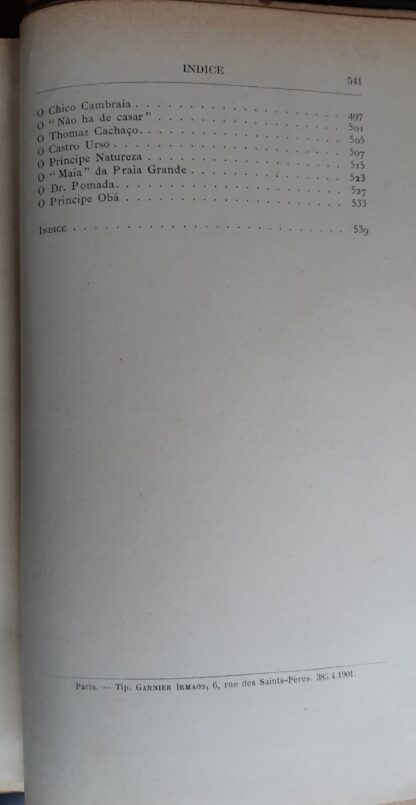 INDICE
541
O Chico Cambraia . . . . . . . . . . . . . . . . . . 497
O "Não ha de casar" . . . . . . . . . . . . . . . . 501
O Thomaz Cachaço. . . . . . . . . . . . . . . . . . 505
O Castro Urso . . . . . . . . . . . . . . . . . . . 507
O Principe Natureza . . . . . . . . . . . . . . . . 515
O "Maia" da Praia Grande . . . . . . . . . . . . . 523
O Dr. Pomada. . . . . . . . . . . . . . . . . . . . 527
O Principe Obá . . . . . . . . . . . . . . . . . . 533
INDICE . . . . . . . . . . . . . . . . . . . . . . 539
Paris. — Tip. GARNIER IRMAOS, 6, rue des Saints-Pères. 4.1901.